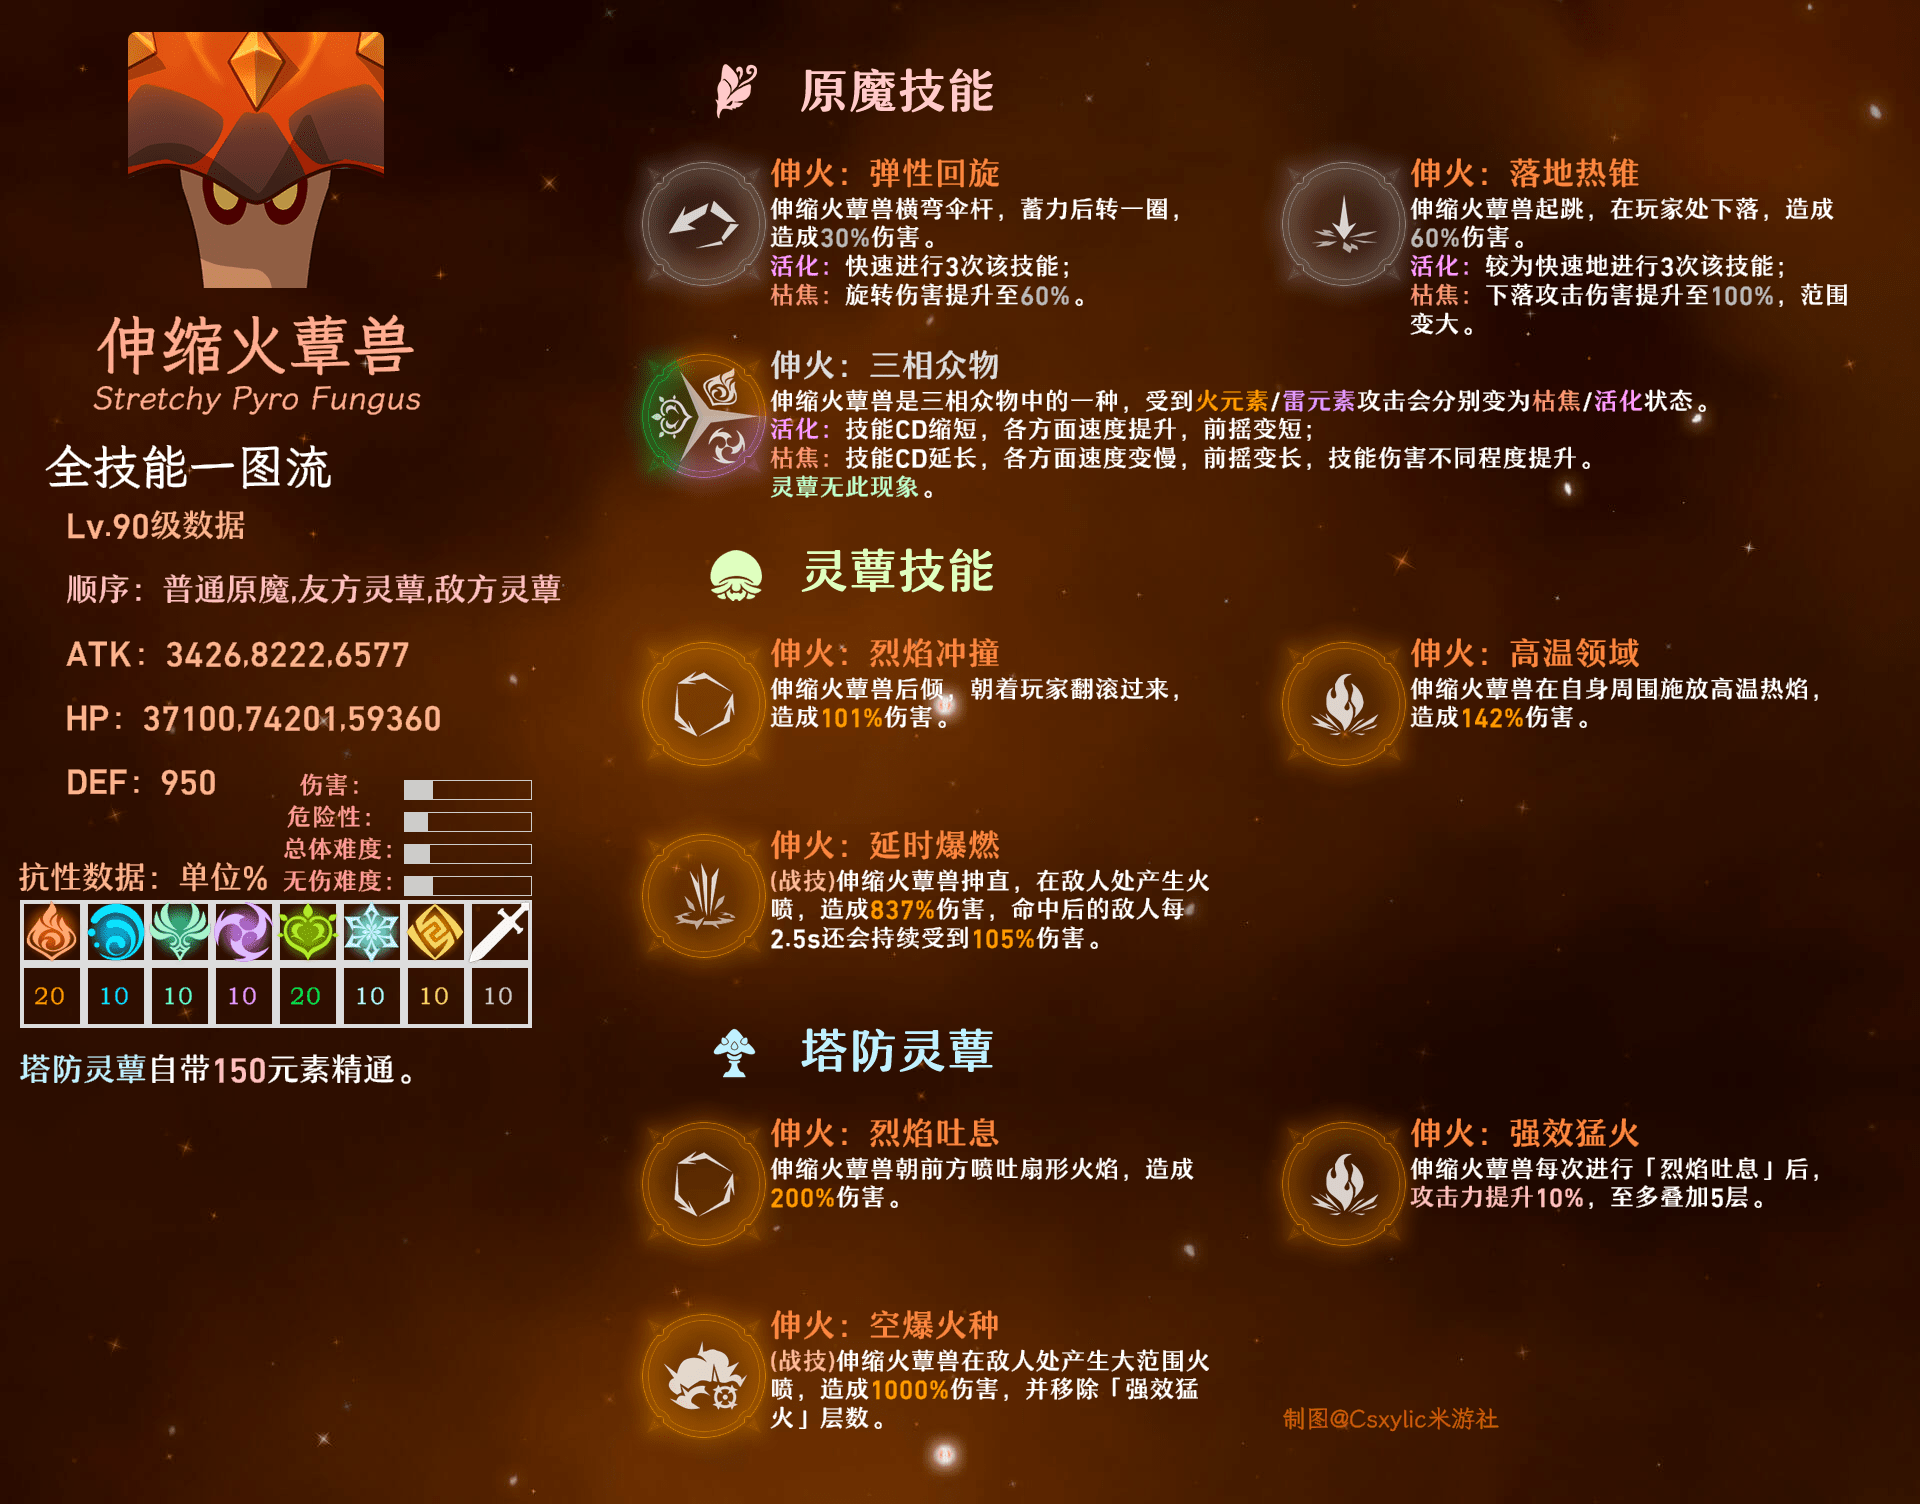 伸缩火蕈兽
Stretchy Pyro Fungus
全技能一图流
Lv.90级数据
顺序：普通原魔,友方灵蕈,敌方灵蕈
ATK：3426,8222,6577
HP：37100,74201,59360
DEF：950
伤害：
危险性：
总体难度：
无伤难度：
抗性数据：单位%
20 10 10 10 20 10 10 10
塔防灵蕈自带150元素精通。
原魔技能
伸火：弹性回旋
伸缩火蕈兽横弯伞杆，蓄力后转一圈，
造成30%伤害。
活化：快速进行3次该技能；
枯焦：旋转伤害提升至60%。
伸火：落地热锥
伸缩火蕈兽起跳，在玩家处下落，造成
60%伤害。
活化：较为快速地进行3次该技能；
枯焦：下落攻击伤害提升至100%，范围
变大。
伸火：三相众物
伸缩火蕈兽是三相众物中的一种，受到火元素/雷元素攻击会分别变为枯焦/活化状态。
活化：技能CD缩短，各方面速度提升，前摇变短；
枯焦：技能CD延长，各方面速度变慢，前摇变长，技能伤害不同程度提升。
灵蕈无此现象。
灵蕈技能
伸火：烈焰冲撞
伸缩火蕈兽后倾，朝着玩家翻滚过来，
造成101%伤害。
伸火：高温领域
伸缩火蕈兽在自身周围施放高温热焰，
造成142%伤害。
伸火：延时爆燃
(战技)伸缩火蕈兽抻直，在敌人处产生火
喷，造成837%伤害，命中后的敌人每
2.5s还会持续受到105%伤害。
塔防灵蕈
伸火：烈焰吐息
伸缩火蕈兽朝前方喷吐扇形火焰，造成
200%伤害。
伸火：强效猛火
伸缩火蕈兽每次进行「烈焰吐息」后，
攻击力提升10%，至多叠加5层。
伸火：空爆火种
(战技)伸缩火蕈兽在敌人处产生大范围火
喷，造成1000%伤害，并移除「强效猛
火」层数。
制图@Csxylic米游社